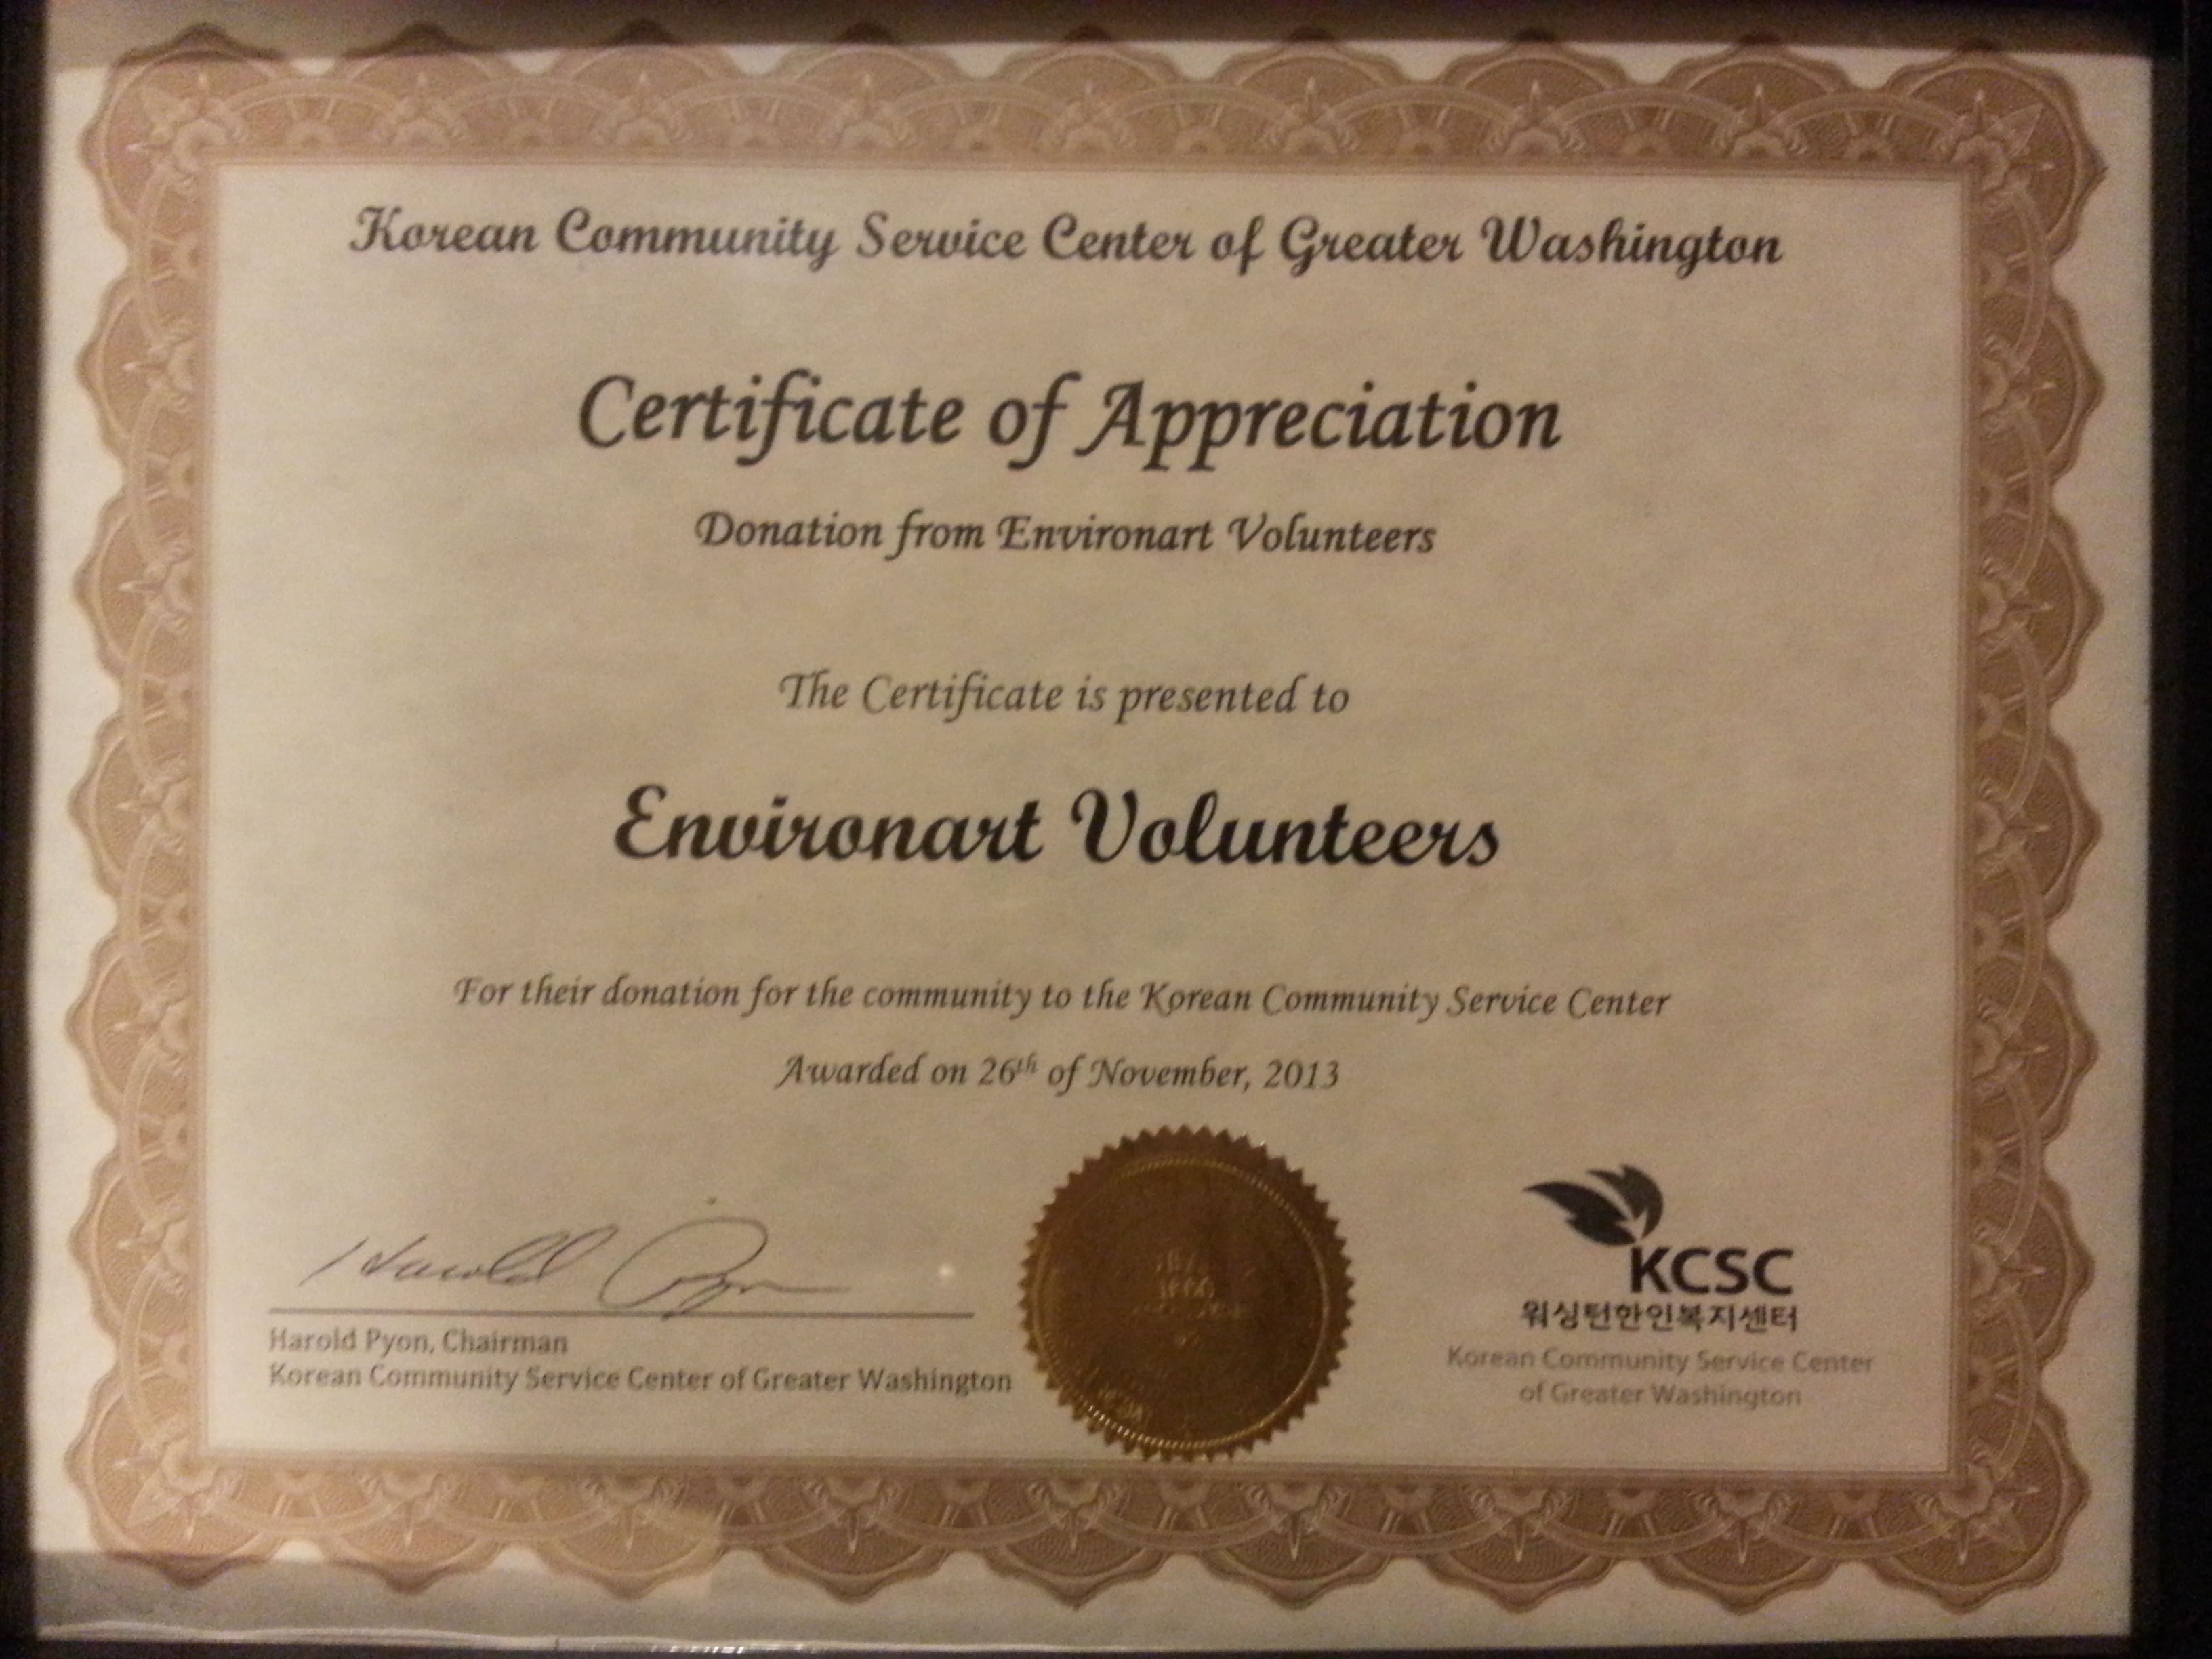 Korean Community Service Center of Greater Washington
Certificate of Appreciation
Donation from Environart Volunteers
The Certificate is presented to
Environart Volunteers
For their donation for the community to the Korean Community Service Center
Awarded on 26th of November, 2013
Harold Pyon
Harold Pyon, Chairman
Korean Community Service Center of Greater Washington
KCSC
워싱턴한인복지센터
Korean Community Service Center
of Greater Washington